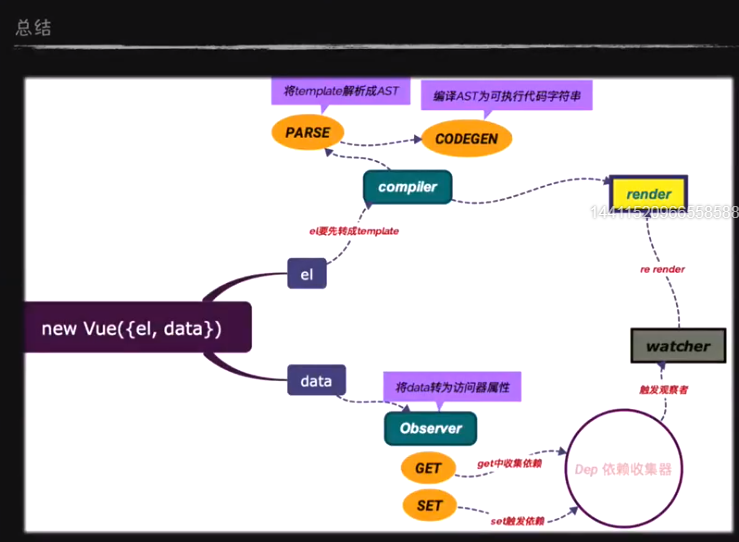 总结
将template解析成AST
编译AST为可执行代码字符串
PARSE
CODEGEN
compiler
render
el要先转成template
re render
el
new Vue({el, data})
watcher
data
将data转为访问器属性
触发观察者
Observer
GET
get中收集依赖
Dep 依赖收集器
SET
set触发依赖